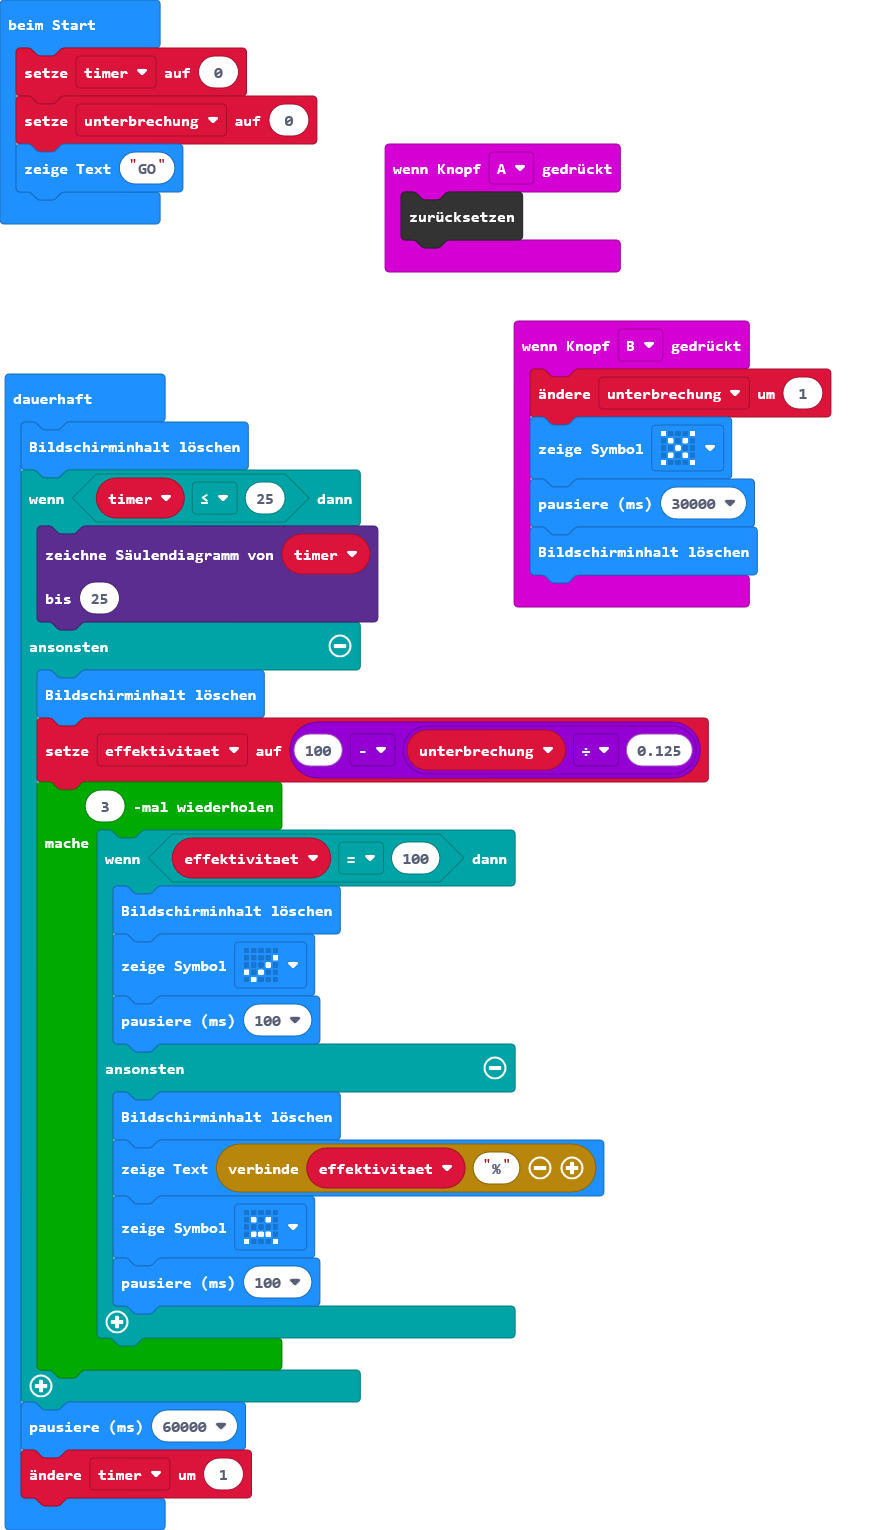 beim Start
setze timer auf 0
setze unterbrechung auf 0
zeige Text "GO"
wenn Knopf A gedrückt
zurücksetzen
wenn Knopf B gedrückt
ändere unterbrechung um 1
zeige Symbol
pausiere (ms) 30000
Bildschirminhalt löschen
dauerhaft
Bildschirminhalt löschen
wenn timer ≤ 25 dann
zeichne Säulendiagramm von timer
bis 25
ansonsten
Bildschirminhalt löschen
setze effektivitaet auf 100 - unterbrechung ÷ 0.125
3 -mal wiederholen
mache
wenn effektivitaet = 100 dann
Bildschirminhalt löschen
zeige Symbol
pausiere (ms) 100
ansonsten
Bildschirminhalt löschen
zeige Text verbinde effektivitaet "%"
zeige Symbol
pausiere (ms) 100
pausiere (ms) 60000
ändere timer um 1